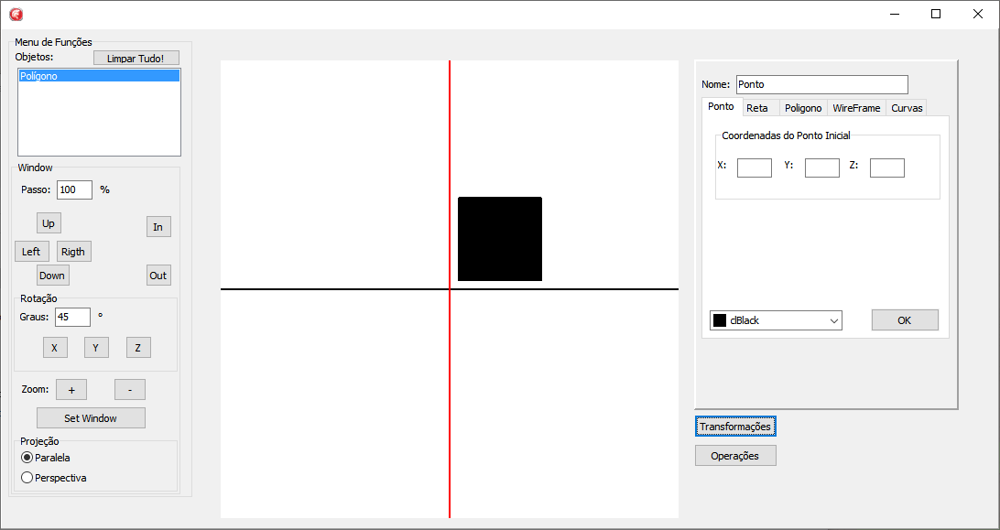 Menu de Funções
Objetos:
Limpar Tudo!
Polígono
Window
Passo: 100 %
Up
In
Left
Rigth
Down
Out
Rotação
Graus: 45 º
X
Y
Z
Zoom: + -
Set Window
Projeção
Paralela
Perspectiva
Nome: Ponto
Ponto
Reta
Poligono
WireFrame
Curvas
Coordenadas do Ponto Inicial
X:
Y:
Z:
clBlack
OK
Transformações
Operações